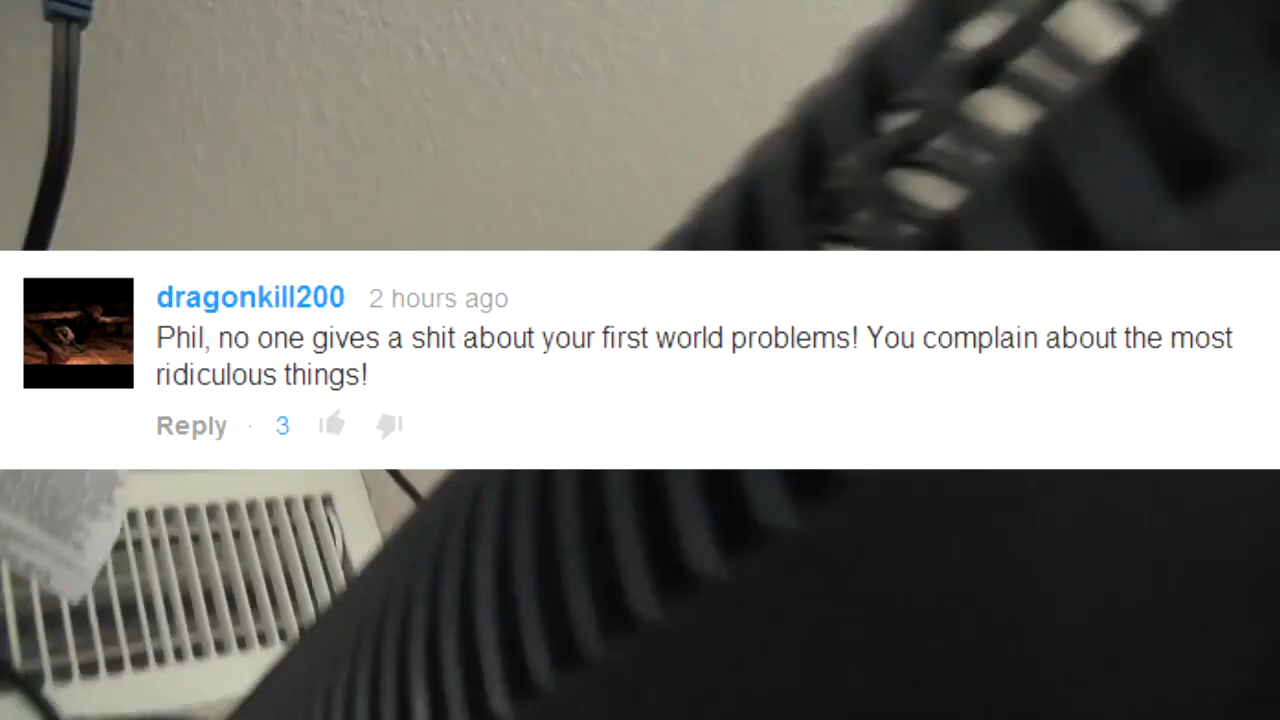 dragonkill200 2 hours ago
Phil, no one gives a shit about your first world problems! You complain about the most
ridiculous things!
Reply · 3